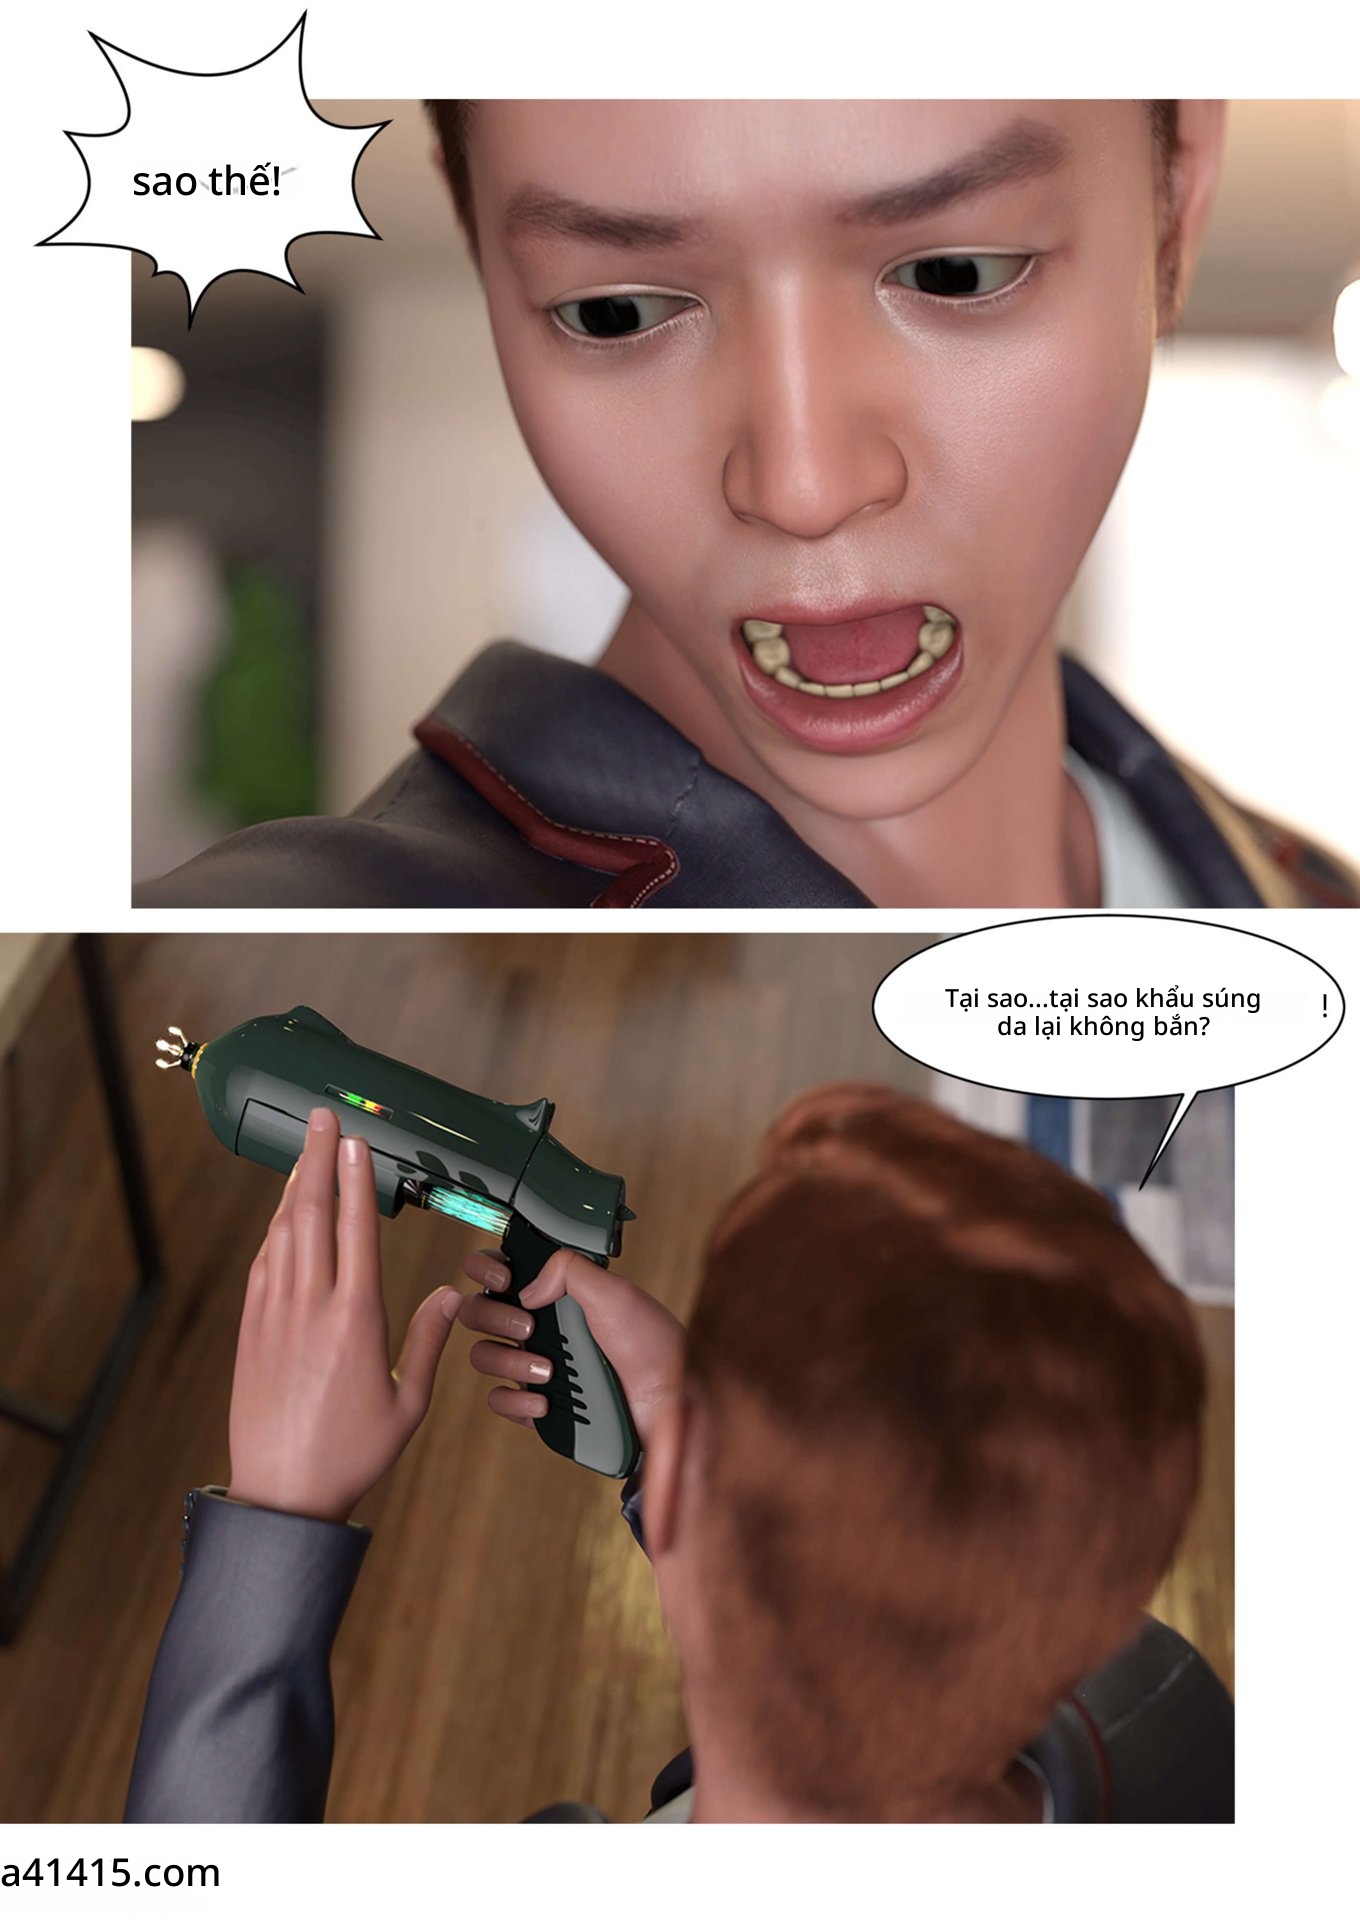 sao thế!
Tại sao...tại sao khẩu súng
da lại không bắn?
!
a41415.com